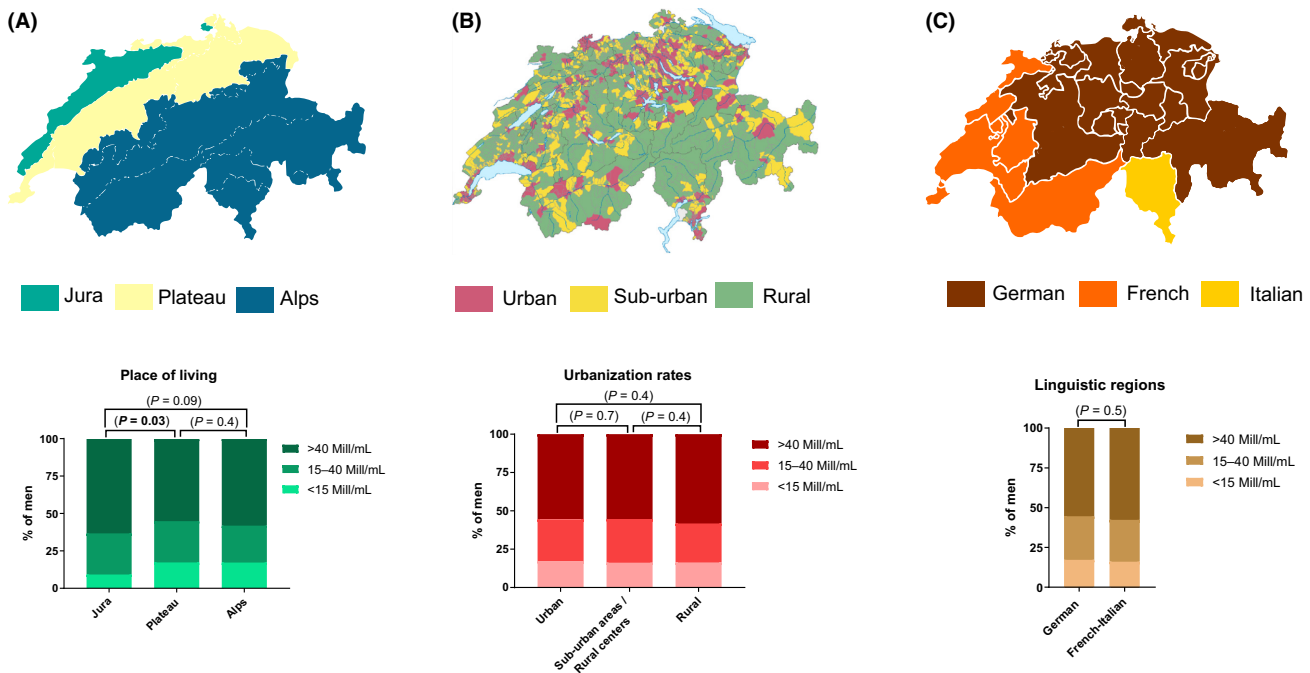 (A)
Jura Plateau Alps
Place of living
(P = 0.09)
(P = 0.03) (P = 0.4)
% of men
100
75
50
25
0
Jura
Plateau
Alps
>40 Mill/mL
15–40 Mill/mL
<15 Mill/mL
(B)
Urban Sub-urban Rural
Urbanization rates
(P = 0.4)
(P = 0.7) (P = 0.4)
% of men
100
75
50
25
0
Urban
Sub-urban areas /
Rural centers
Rural
>40 Mill/mL
15–40 Mill/mL
<15 Mill/mL
(C)
German French Italian
Linguistic regions
(P = 0.5)
% of men
100
75
50
25
0
German
French-Italian
>40 Mill/mL
15–40 Mill/mL
<15 Mill/mL